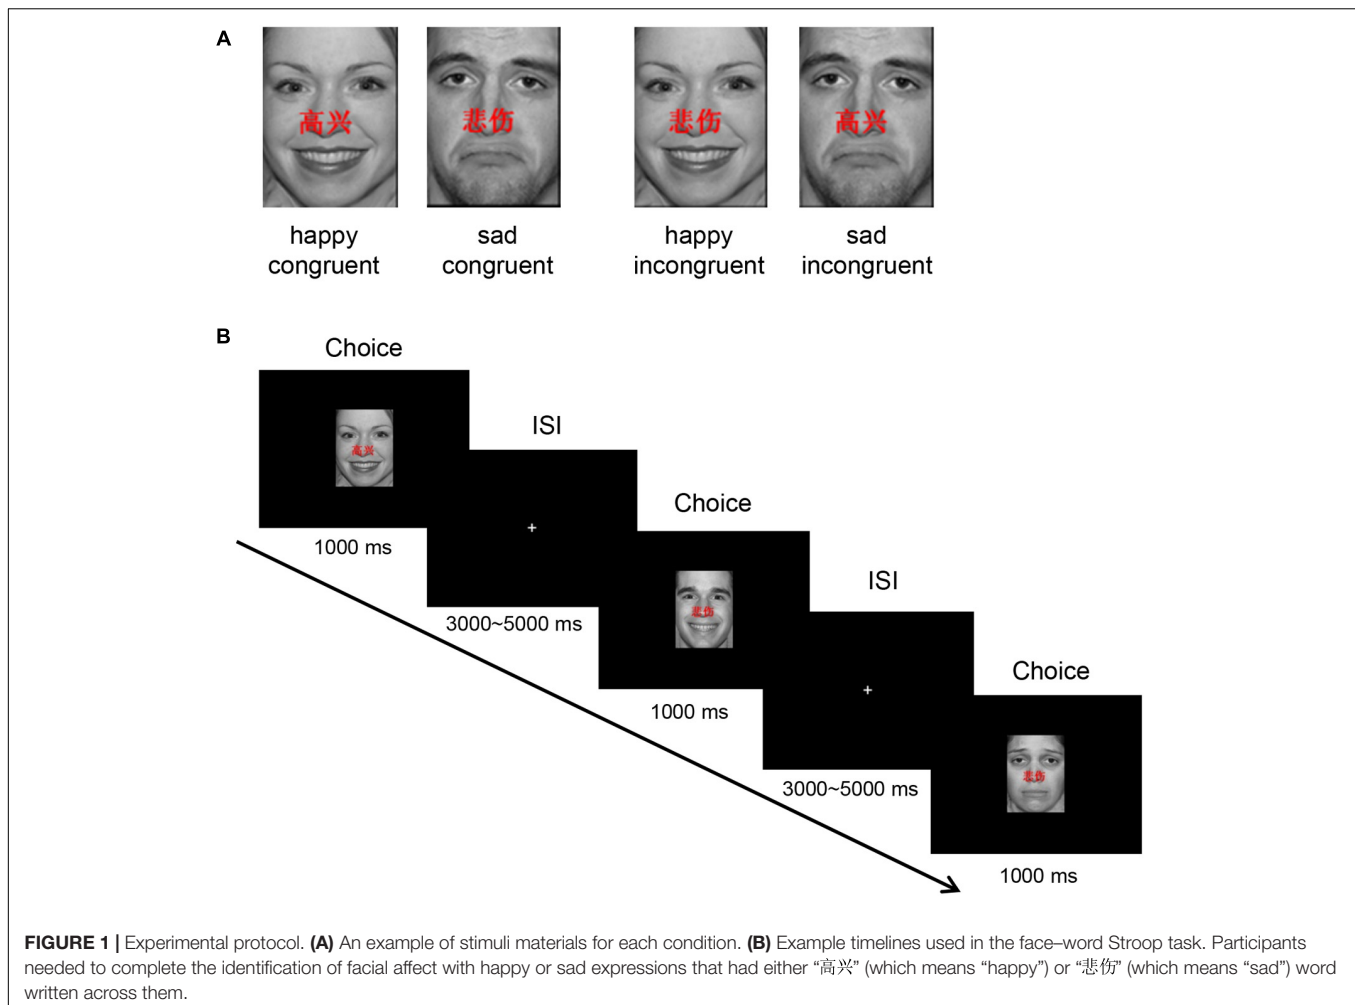 A
高兴 悲伤 悲伤 高兴
happy sad happy sad
congruent congruent incongruent incongruent
B
Choice
高兴
1000 ms
ISI
3000~5000 ms
Choice
悲伤
1000 ms
ISI
3000~5000 ms
Choice
悲伤
1000 ms
FIGURE 1 | Experimental protocol. (A) An example of stimuli materials for each condition. (B) Example timelines used in the face–word Stroop task. Participants
needed to complete the identification of facial affect with happy or sad expressions that had either “高兴” (which means “happy”) or “悲伤” (which means “sad”) word
written across them.